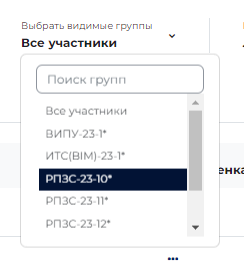 Выбрать видимые группы
Все участники
Поиск групп
Все участники
ВИПУ-23-1*
ИТС(BIM)-23-1*
РПЗС-23-10*
енка
РПЗС-23-11*
РПЗС-23-12*